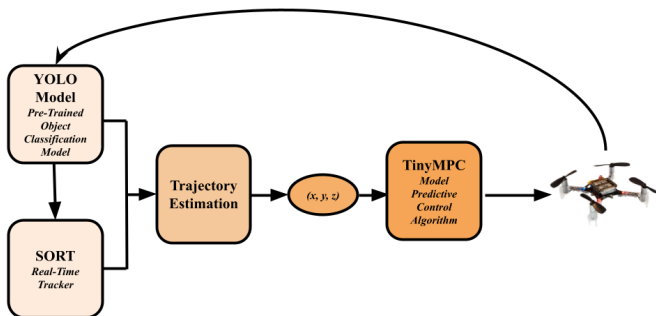 YOLO
Model
Pre-Trained
Object
Classification
Model
SORT
Real-Time
Tracker
Trajectory
Estimation
(x, y, z)
TinyMPC
Model
Predictive
Control
Algorithm